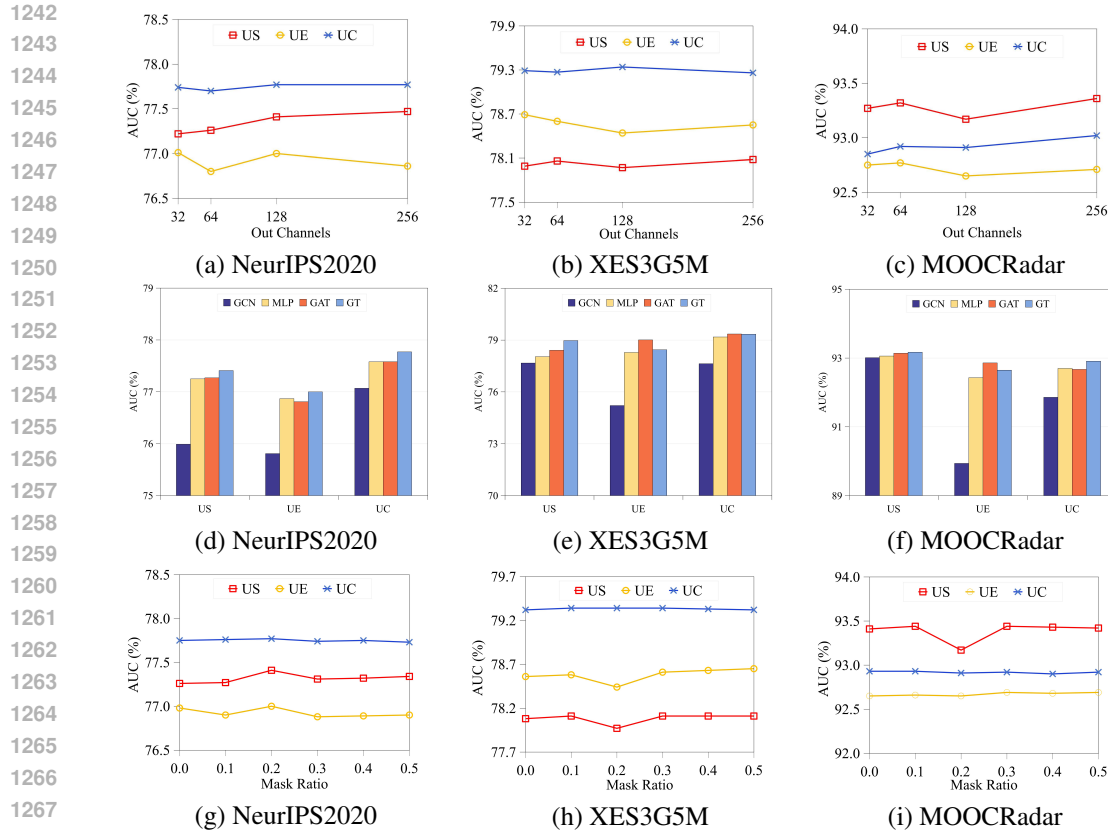 1242
1243
1244
1245
1246
1247
1248
1249
1250
1251
1252
1253
1254
1255
1256
1257
1258
1259
1260
1261
1262
1263
1264
1265
1266
1267
78.5
78.0
77.5
77.0
76.5
AUC (%)
US UE UC
32 64 128 256
Out Channels
(a) NeurIPS2020
79.9
79.3
78.7
78.1
77.5
AUC (%)
US UE UC
32 64 128 256
Out Channels
(b) XES3G5M
94.0
93.5
93.0
92.5
AUC (%)
US UE UC
32 64 128 256
Out Channels
(c) MOOCRadar
79
78
77
76
75
AUC (%)
GCN MLP GAT GT
US UE UC
(d) NeurIPS2020
82
79
76
73
70
AUC (%)
GCN MLP GAT GT
US UE UC
(e) XES3G5M
95
93
91
89
AUC (%)
GCN MLP GAT GT
US UE UC
(f) MOOCRadar
78.5
78.0
77.5
77.0
76.5
AUC (%)
US UE UC
0.0 0.1 0.2 0.3 0.4 0.5
Mask Ratio
(g) NeurIPS2020
79.7
79.2
78.7
78.2
77.7
AUC (%)
US UE UC
0.0 0.1 0.2 0.3 0.4 0.5
Mask Ratio
(h) XES3G5M
94.0
93.5
93.0
92.5
92.0
AUC (%)
US UE UC
0.0 0.1 0.2 0.3 0.4 0.5
Mask Ratio
(i) MOOCRadar